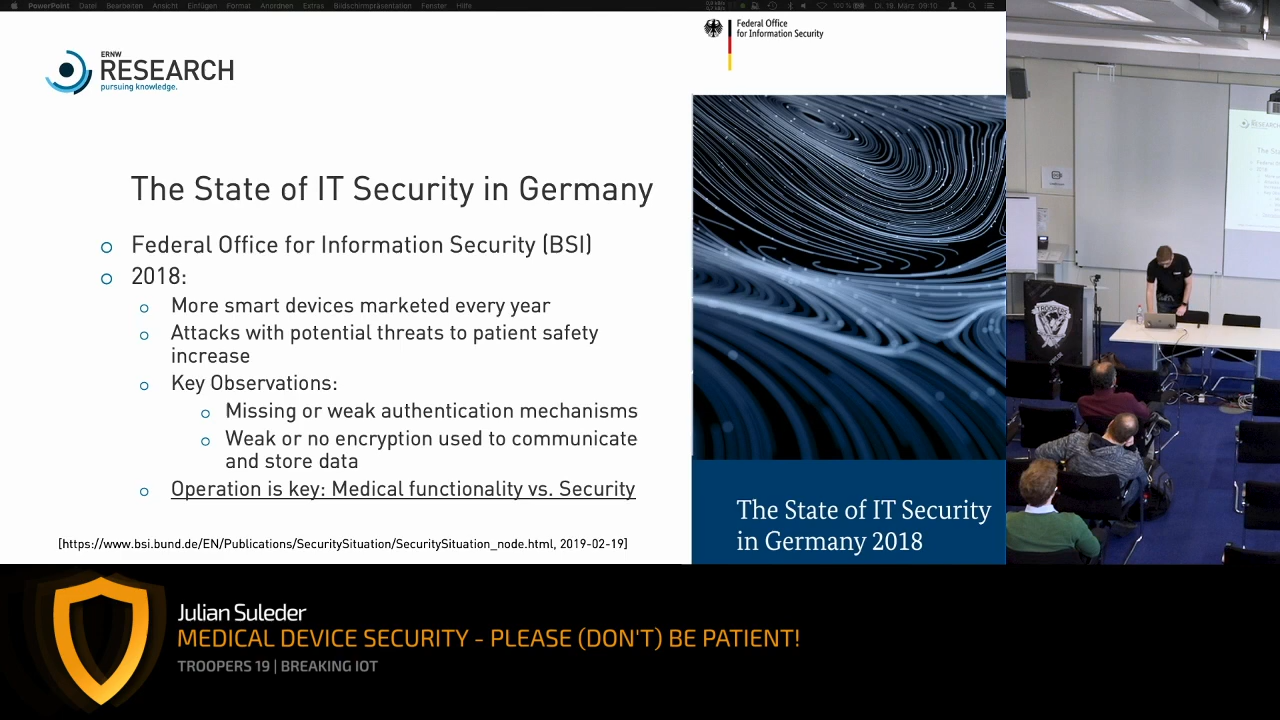 PowerPoint Datei Bearbeiten Ansicht Einfügen Format Anordnen Extras Bildschirmpräsentation Fenster Hilfe
100 % Di. 19. März 09:10
ERNW
RESEARCH
pursuing knowledge.
Federal Office
for Information Security
The State of IT Security in Germany
Federal Office for Information Security (BSI)
2018:
More smart devices marketed every year
Attacks with potential threats to patient safety
increase
Key Observations:
Missing or weak authentication mechanisms
Weak or no encryption used to communicate
and store data
Operation is key: Medical functionality vs. Security
[https://www.bsi.bund.de/EN/Publications/SecuritySituation/SecuritySituation_node.html, 2019-02-19]
The State of IT Security
in Germany 2018
RESEARCH
TROOPERS
Julian Suleder
MEDICAL DEVICE SECURITY - PLEASE (DON'T) BE PATIENT!
TROOPERS 19 | BREAKING IOT